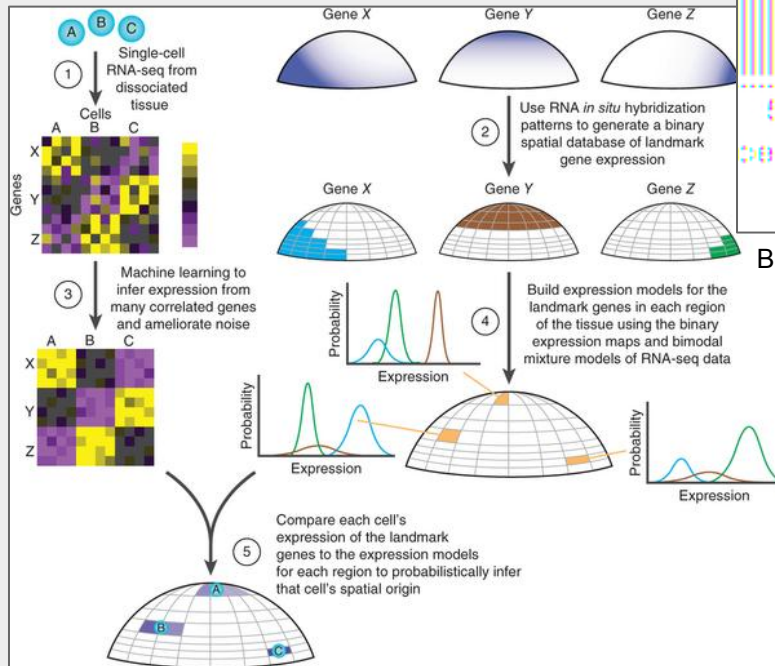 A B C
1
Single-cell
RNA-seq from
dissociated
tissue
Cells
A B C
Genes
X
Y
Z
3
Machine learning to
infer expression from
many correlated genes
and ameliorate noise
A B C
X
Y
Z
Gene X Gene Y Gene Z
2
Use RNA in situ hybridization
patterns to generate a binary
spatial database of landmark
gene expression
Gene X Gene Y Gene Z
4
Build expression models for the
landmark genes in each region
of the tissue using the binary
expression maps and bimodal
mixture models of RNA-seq data
Probability
Expression
Probability
Expression
Probability
Expression
5
Compare each cell's
expression of the landmark
genes to the expression models
for each region to probabilistically infer
that cell's spatial origin
A
B
C
B